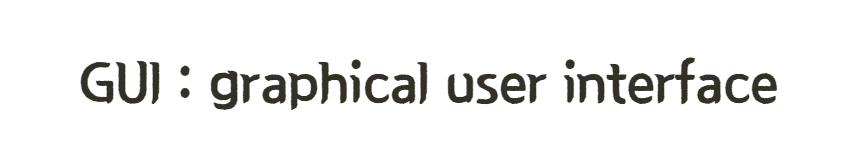 GUI : graphical user interface